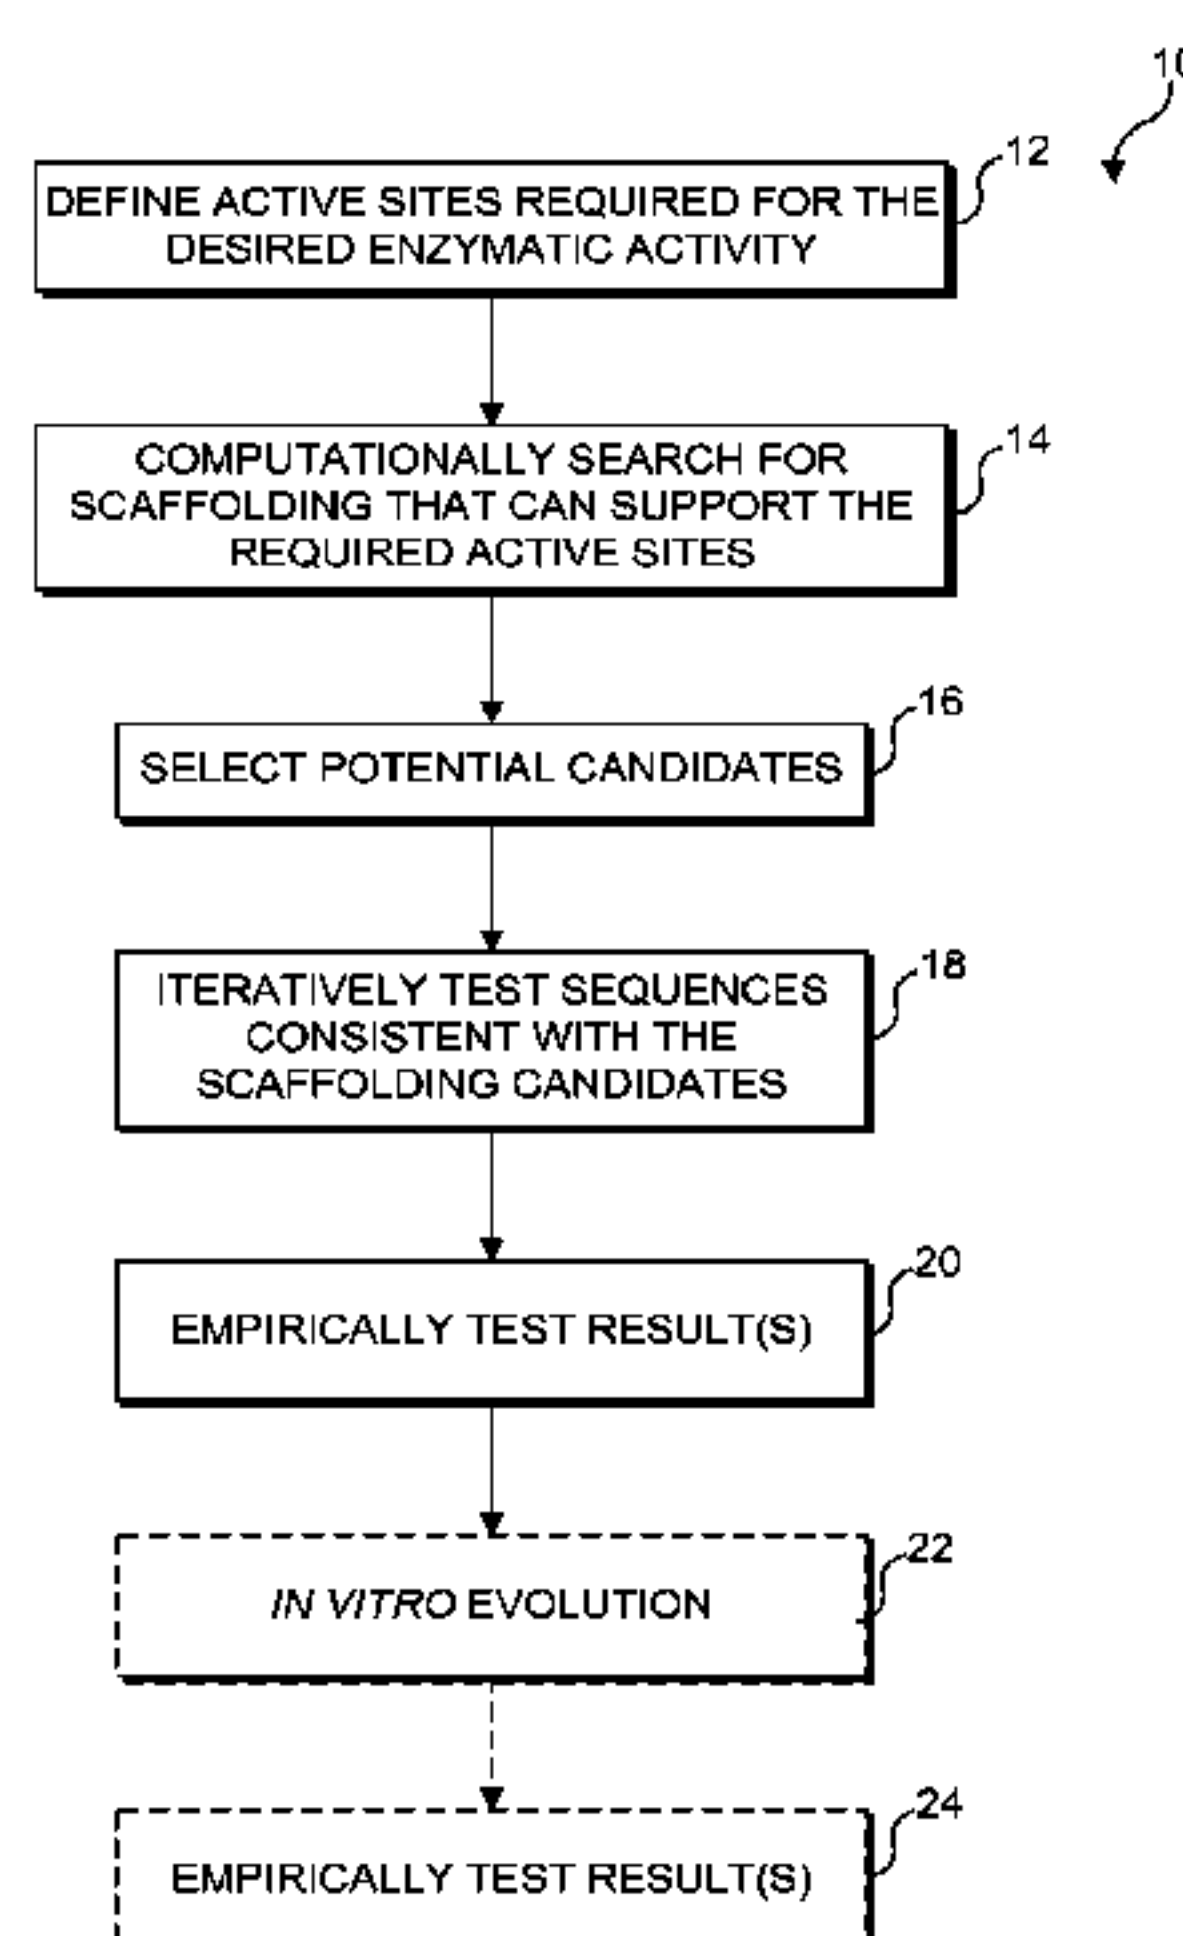 10
12
DEFINE ACTIVE SITES REQUIRED FOR THE
DESIRED ENZYMATIC ACTIVITY
14
COMPUTATIONALLY SEARCH FOR
SCAFFOLDING THAT CAN SUPPORT THE
REQUIRED ACTIVE SITES
16
SELECT POTENTIAL CANDIDATES
18
ITERATIVELY TEST SEQUENCES
CONSISTENT WITH THE
SCAFFOLDING CANDIDATES
20
EMPIRICALLY TEST RESULT(S)
22
IN VITRO EVOLUTION
24
EMPIRICALLY TEST RESULT(S)